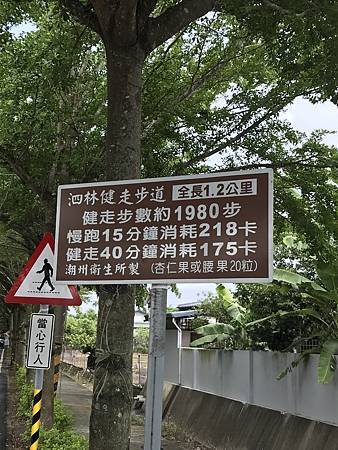 泗林健走步道 全長1.2公里
健走步數約1980步
慢跑15分鐘消耗218卡
健走40分鐘消耗175卡
潮州衛生所製 (杏仁果或腰果20粒)
當心行人